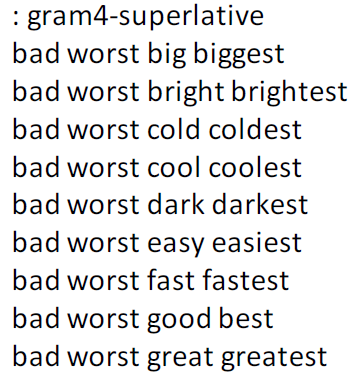 : gram4-superlative
bad worst big biggest
bad worst bright brightest
bad worst cold coldest
bad worst cool coolest
bad worst dark darkest
bad worst easy easiest
bad worst fast fastest
bad worst good best
bad worst great greatest